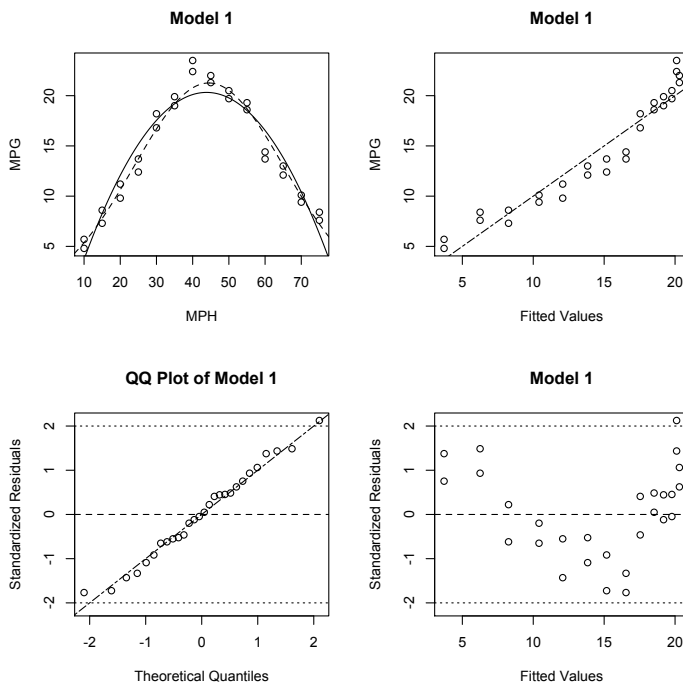 Model 1
MPG
20
15
10
5
10 20 30 40 50 60 70
MPH
Model 1
MPG
20
15
10
5
5 10 15 20
Fitted Values
QQ Plot of Model 1
Standardized Residuals
2
1
0
-1
-2
-2 -1 0 1 2
Theoretical Quantiles
Model 1
Standardized Residuals
2
1
0
-1
-2
5 10 15 20
Fitted Values